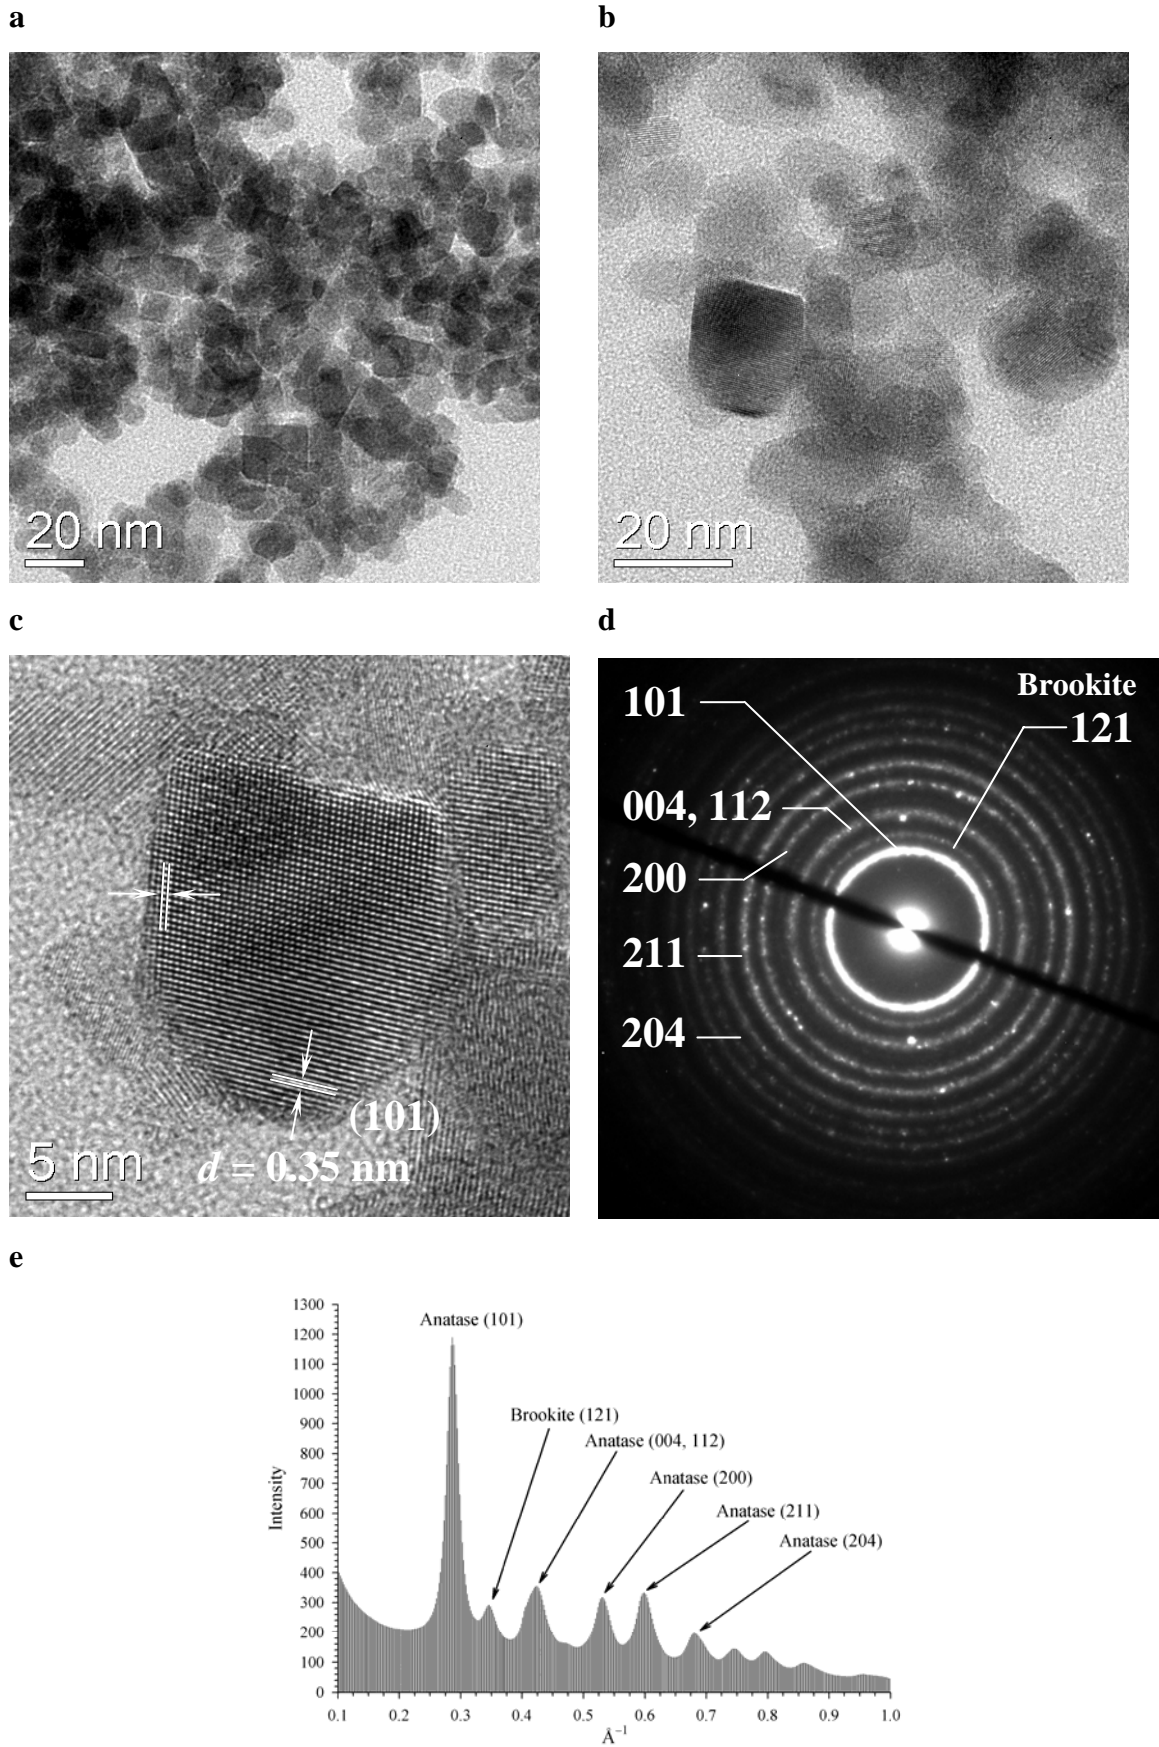 a
b
20 nm
20 nm
c
d
(101)
d = 0.35 nm
5 nm
Brookite
101
121
004, 112
200
211
204
e
1300
1200
1100
1000
900
800
700
600
500
400
300
200
100
0
Intensity
Anatase (101)
Brookite (121)
Anatase (004, 112)
Anatase (200)
Anatase (211)
Anatase (204)
0.1 0.2 0.3 0.4 0.5 0.6 0.7 0.8 0.9 1.0
Å⁻¹